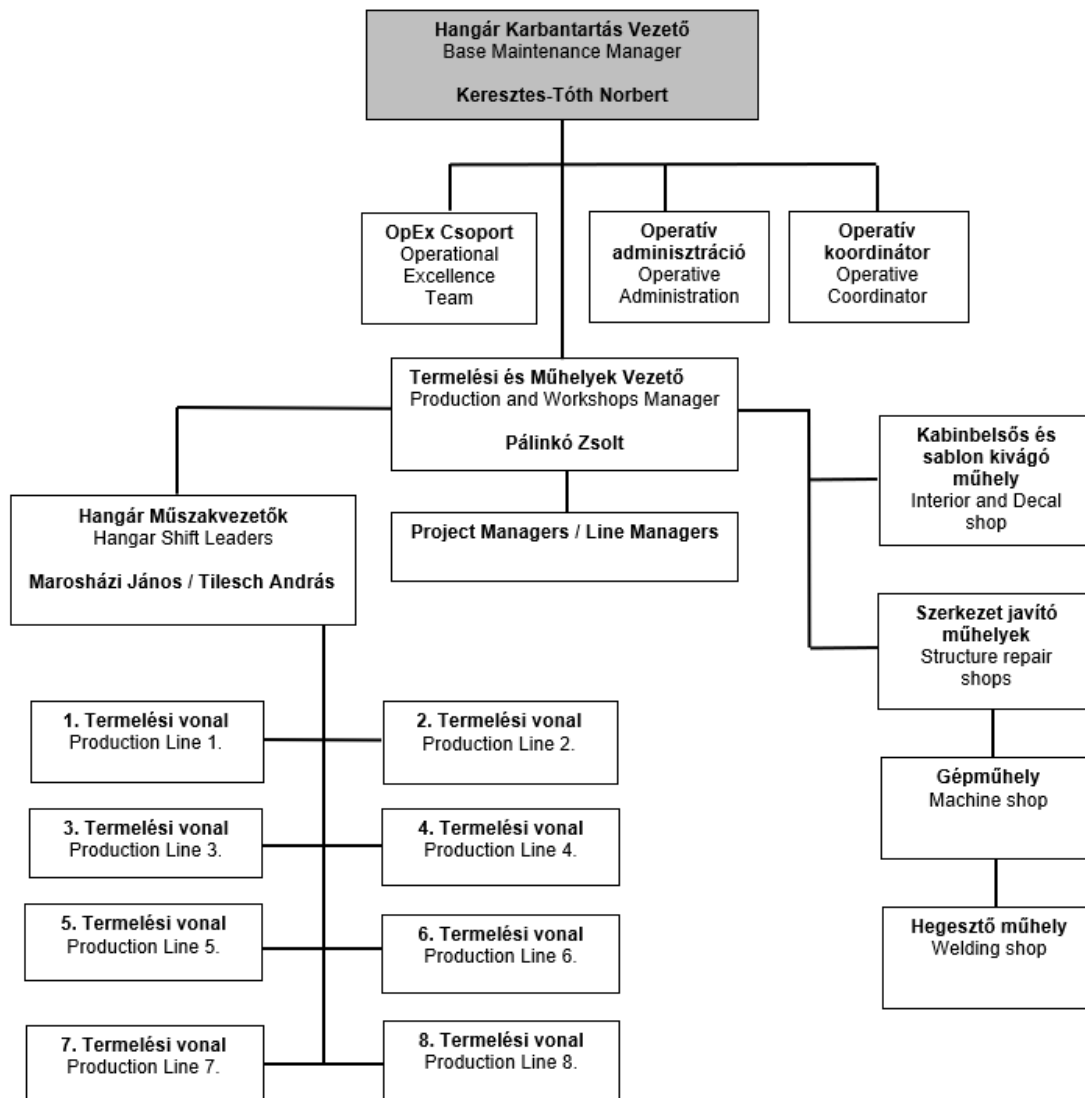 Hangár Karbantartás Vezető
Base Maintenance Manager
Keresztes-Tóth Norbert
OpEx Csoport
Operational
Excellence
Team
Operatív
adminisztráció
Operative
Administration
Operatív
koordinátor
Operative
Coordinator
Termelési és Műhelyek Vezető
Production and Workshops Manager
Pálinkó Zsolt
Kabinbelsős és
sablon kivágó
műhely
Interior and Decal
shop
Hangár Műszakvezetők
Hangar Shift Leaders
Marosházi János / Tilesch András
Project Managers / Line Managers
Szerkezet javító
műhelyek
Structure repair
shops
1. Termelési vonal
Production Line 1.
2. Termelési vonal
Production Line 2.
Gépműhely
Machine shop
3. Termelési vonal
Production Line 3.
4. Termelési vonal
Production Line 4.
5. Termelési vonal
Production Line 5.
6. Termelési vonal
Production Line 6.
Hegesztő műhely
Welding shop
7. Termelési vonal
Production Line 7.
8. Termelési vonal
Production Line 8.